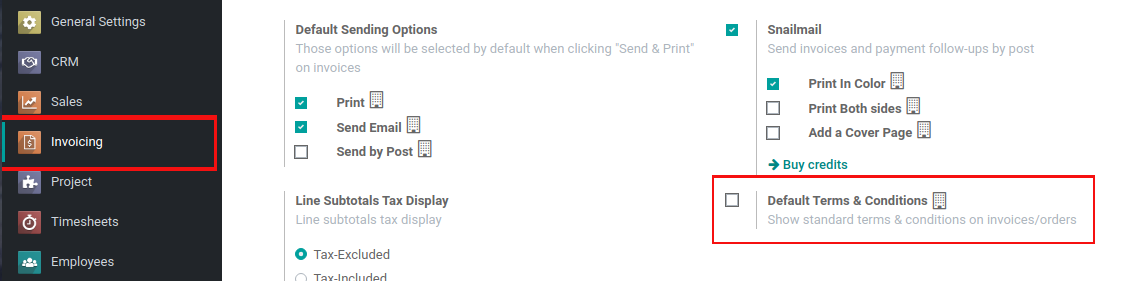 General Settings
CRM
Sales
Invoicing
Project
Timesheets
Employees
Default Sending Options
Those options will be selected by default when clicking "Send & Print"
on invoices
Print
Send Email
Send by Post
Line Subtotals Tax Display
Line subtotals tax display
Tax-Excluded
Tax-Included
Snailmail
Send invoices and payment follow-ups by post
Print In Color
Print Both sides
Add a Cover Page
Buy credits
Default Terms & Conditions
Show standard terms & conditions on invoices/orders